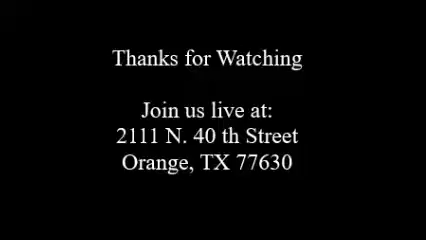 Thanks for Watching
Join us live at:
2111 N. 40 th Street
Orange, TX 77630